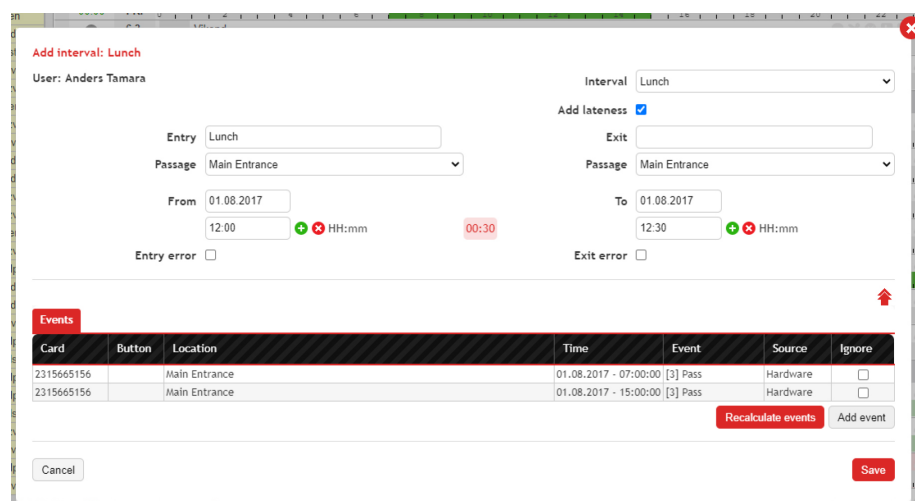 Add interval: Lunch
User: Anders Tamara
Interval Lunch
Add lateness
Entry Lunch Exit
Passage Main Entrance Passage Main Entrance
From 01.08.2017 To 01.08.2017
12:00 HH:mm 00:30 12:30 HH:mm
Entry error Exit error
Events
Card Button Location Time Event Source Ignore
2315665156 Main Entrance 01.08.2017 - 07:00:00 [3] Pass Hardware
2315665156 Main Entrance 01.08.2017 - 15:00:00 [3] Pass Hardware
Recalculate events Add event
Cancel Save